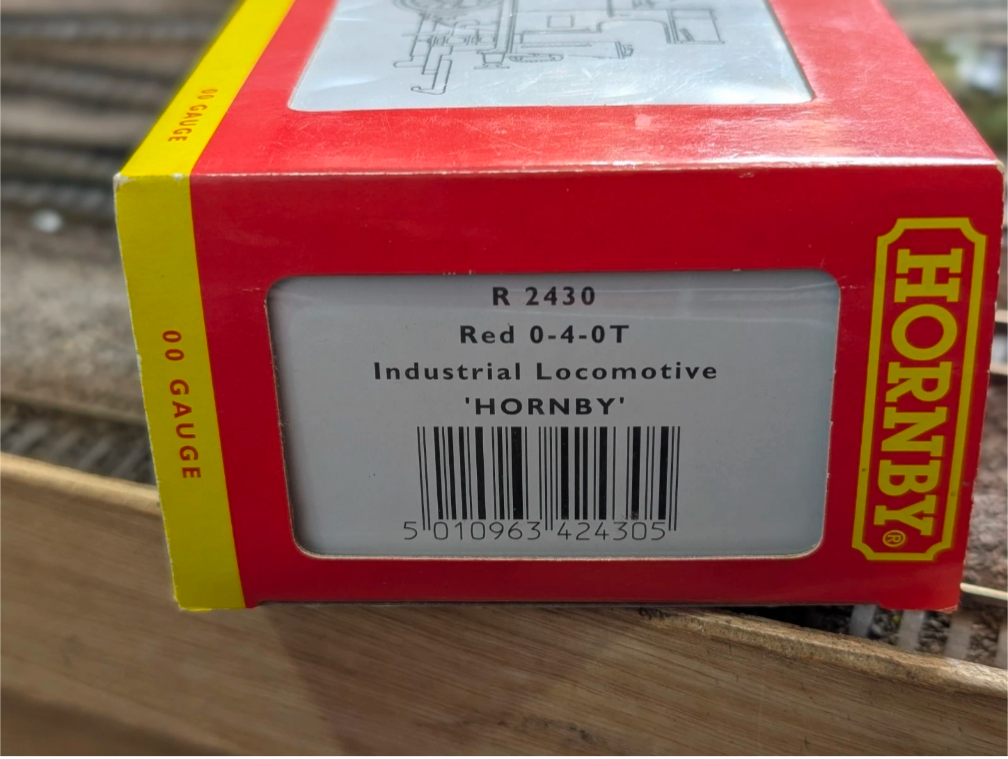 00 GAUGE
00 GAUGE
R 2430
Red 0-4-0T
Industrial Locomotive
'HORNBY'
5 010963 424305
HORNBY®